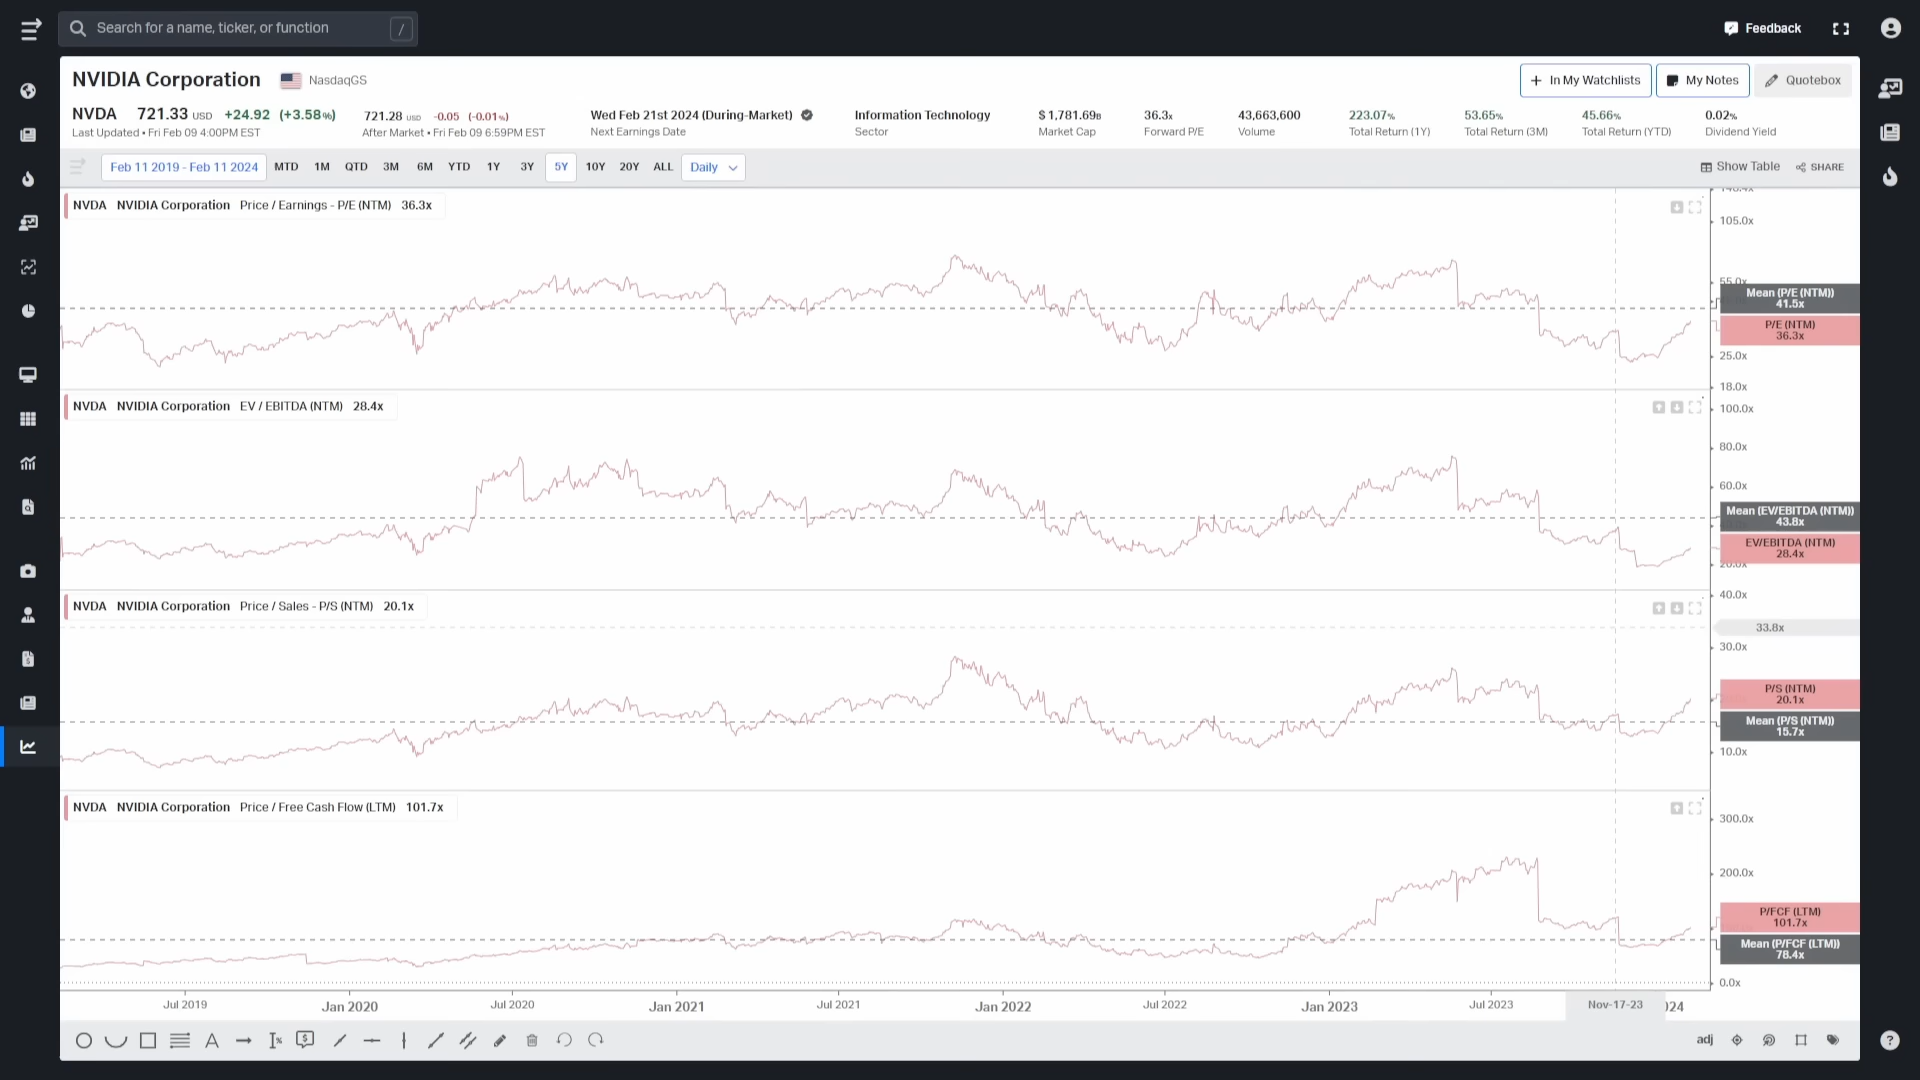 Search for a name, ticker, or function /
Feedback
NVIDIA Corporation NasdaqGS
In My Watchlists My Notes Quotebox
NVDA 721.33 USD +24.92 (+3.58%) 721.28 USD -0.05 (-0.01%) Wed Feb 21st 2024 (During-Market) Information Technology $ 1,781.69B 36.3x 43,663,600 223.07% 53.65% 45.66% 0.02%
Last Updated • Fri Feb 09 4:00PM EST After Market • Fri Feb 09 6:59PM EST Next Earnings Date Sector Market Cap Forward P/E Volume Total Return (1Y) Total Return (3M) Total Return (YTD) Dividend Yield
Feb 11 2019 - Feb 11 2024 MTD 1M QTD 3M 6M YTD 1Y 3Y 5Y 10Y 20Y ALL Daily Show Table SHARE
NVDA NVIDIA Corporation Price / Earnings - P/E (NTM) 36.3x
105.0x
55.0x
Mean (P/E (NTM))
41.5x
P/E (NTM)
36.3x
25.0x
18.0x
NVDA NVIDIA Corporation EV / EBITDA (NTM) 28.4x
100.0x
80.0x
60.0x
Mean (EV/EBITDA (NTM))
43.8x
EV/EBITDA (NTM)
28.4x
20.0x
NVDA NVIDIA Corporation Price / Sales - P/S (NTM) 20.1x
40.0x
33.8x
30.0x
P/S (NTM)
20.1x
Mean (P/S (NTM))
15.7x
10.0x
NVDA NVIDIA Corporation Price / Free Cash Flow (LTM) 101.7x
300.0x
200.0x
P/FCF (LTM)
101.7x
Mean (P/FCF (LTM))
78.4x
0.0x
Jul 2019 Jan 2020 Jul 2020 Jan 2021 Jul 2021 Jan 2022 Jul 2022 Jan 2023 Jul 2023 Nov-17-23 024
adj